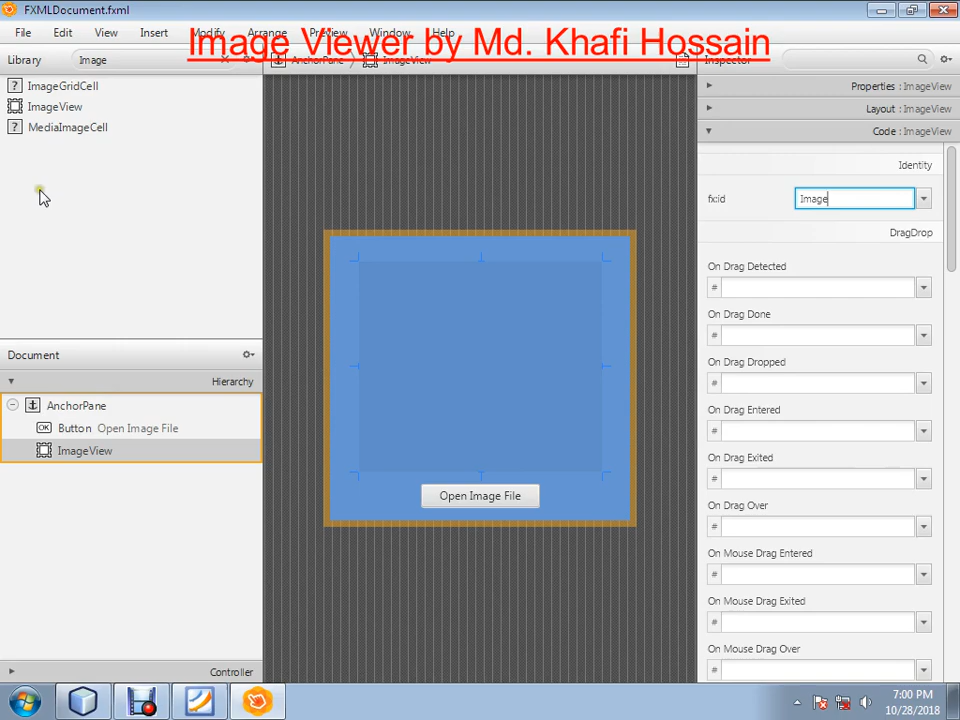 FXMLDocument.fxml
File Edit View Insert Modify Arrange Preview Window Help
Image Viewer by Md. Khafi Hossain
Library Image
AnchorPane ImageView
Inspector
ImageGridCell
ImageView
MediaImageCell
Document
Hierarchy
AnchorPane
OK Button Open Image File
ImageView
Controller
Open Image File
Properties : ImageView
Layout : ImageView
Code : ImageView
Identity
fx:id Image
DragDrop
On Drag Detected
#
On Drag Done
#
On Drag Dropped
#
On Drag Entered
#
On Drag Exited
#
On Drag Over
#
On Mouse Drag Entered
#
On Mouse Drag Exited
#
On Mouse Drag Over
#
7:00 PM
10/28/2018